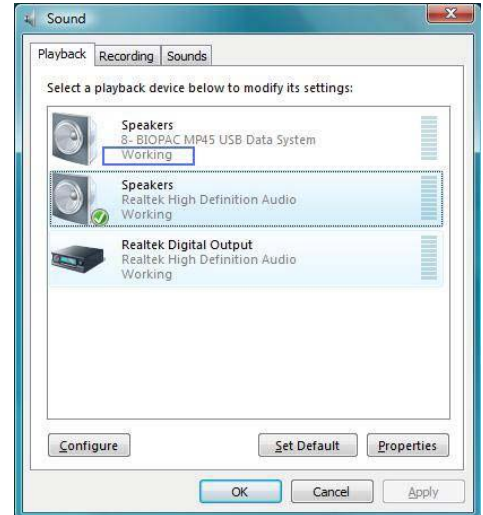 Sound
Playback Recording Sounds
Select a playback device below to modify its settings:
Speakers
8- BIOPAC MP45 USB Data System
Working
Speakers
Realtek High Definition Audio
Working
Realtek Digital Output
Realtek High Definition Audio
Working
Configure Set Default Properties
OK Cancel Apply